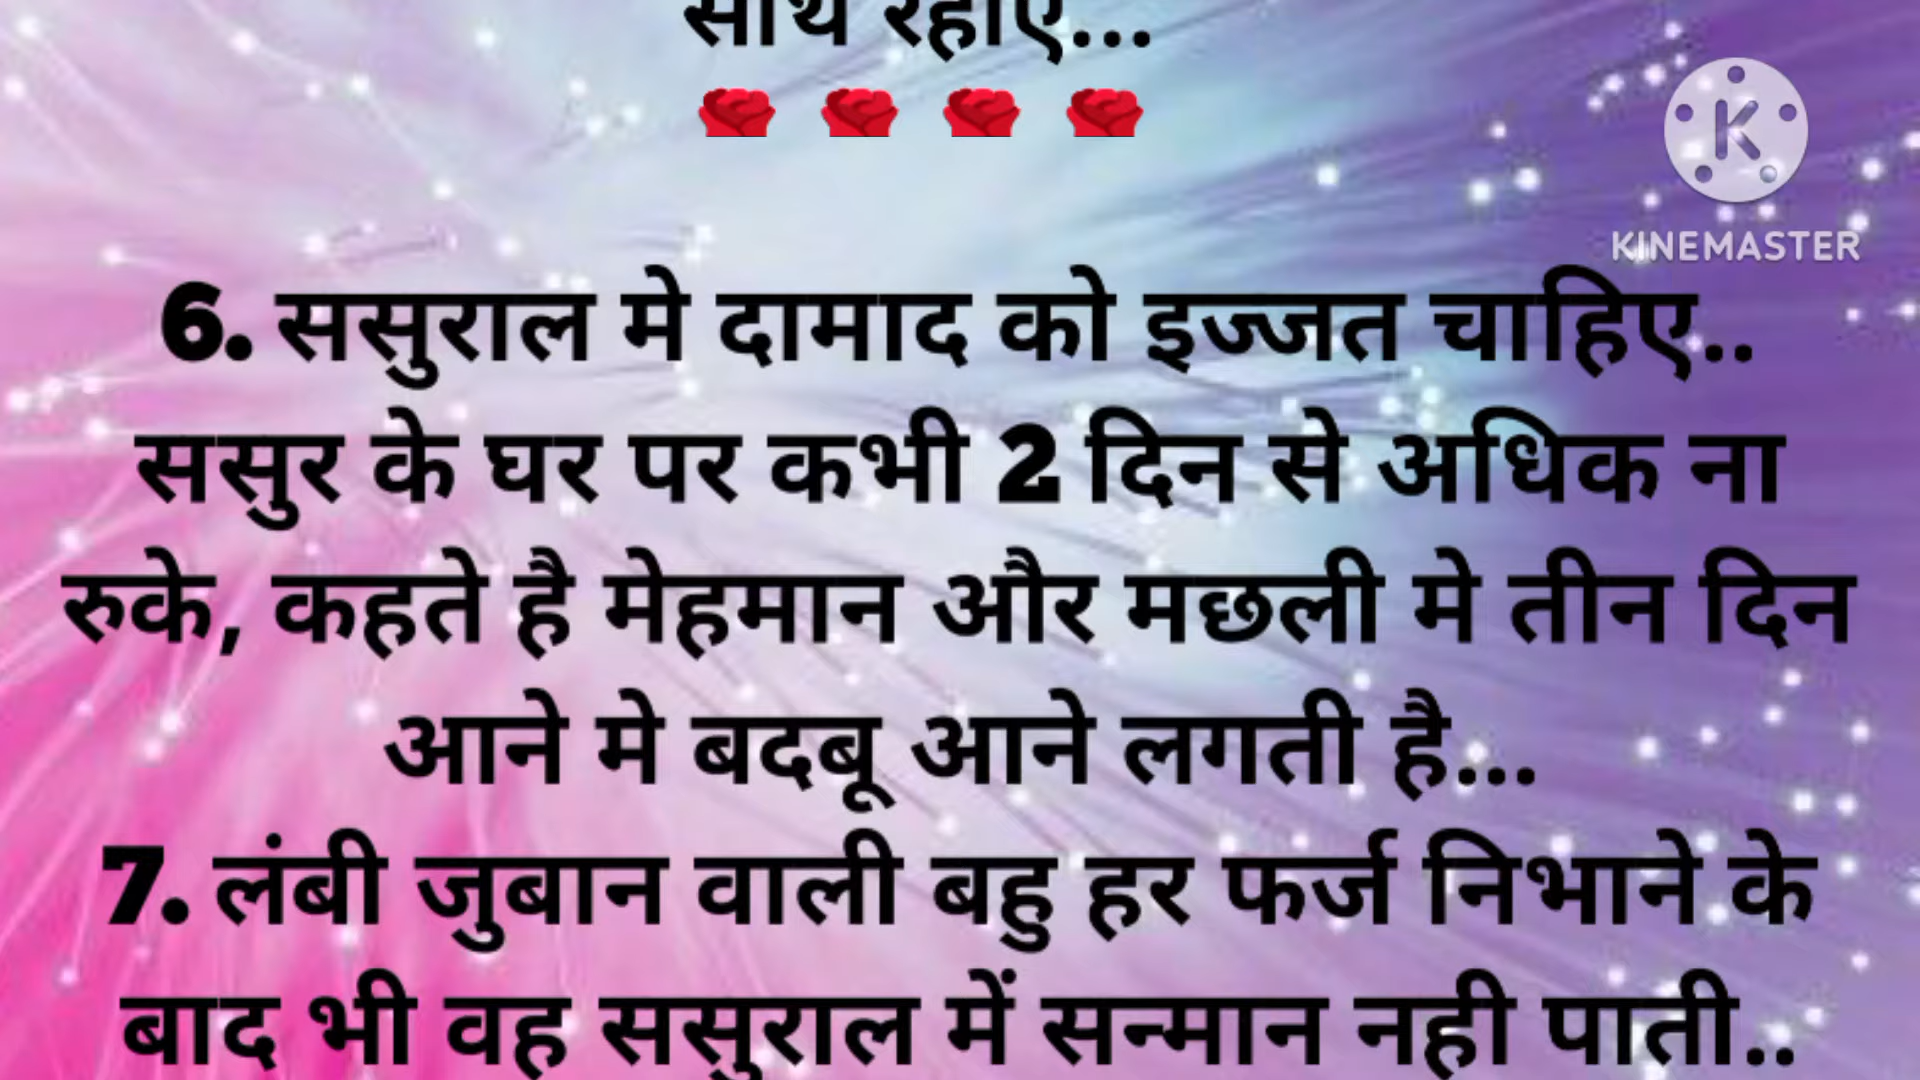 साथ रहीए...
K
KINEMASTER
6. ससुराल मे दामाद को इज्जत चाहिए..
ससुर के घर पर कभी 2 दिन से अधिक ना
रुके, कहते है मेहमान और मछली मे तीन दिन
आने मे बदबू आने लगती है...
7. लंबी जुबान वाली बहु हर फर्ज निभाने के
बाद भी वह ससुराल में सन्मान नही पाती..